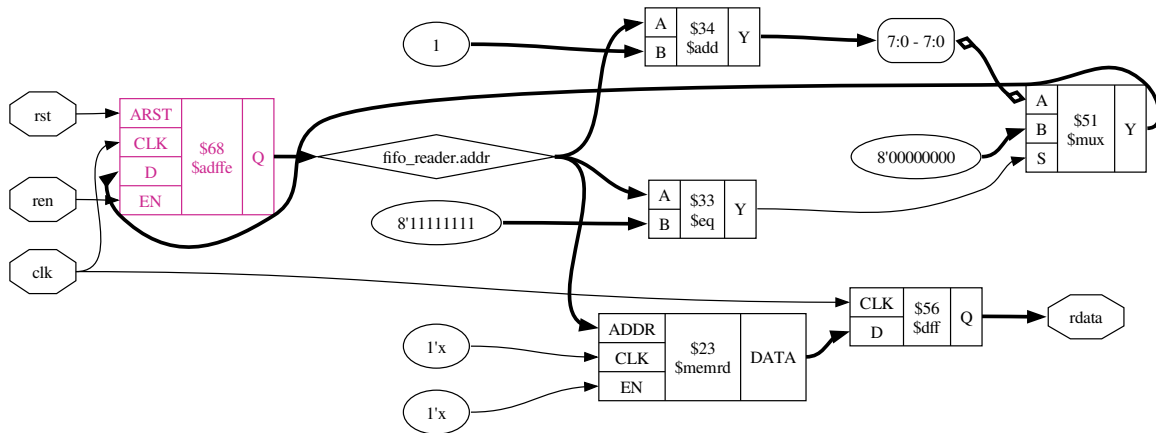 rst
ren
clk
ARST
CLK
D
EN
$68
$adffe
Q
1
fifo_reader.addr
8'11111111
1'x
1'x
A
B
$34
$add
Y
A
B
$33
$eq
Y
ADDR
CLK
EN
$23
$memrd
DATA
7:0 - 7:0
8'00000000
CLK
D
$56
$dff
Q
A
B
S
$51
$mux
Y
rdata